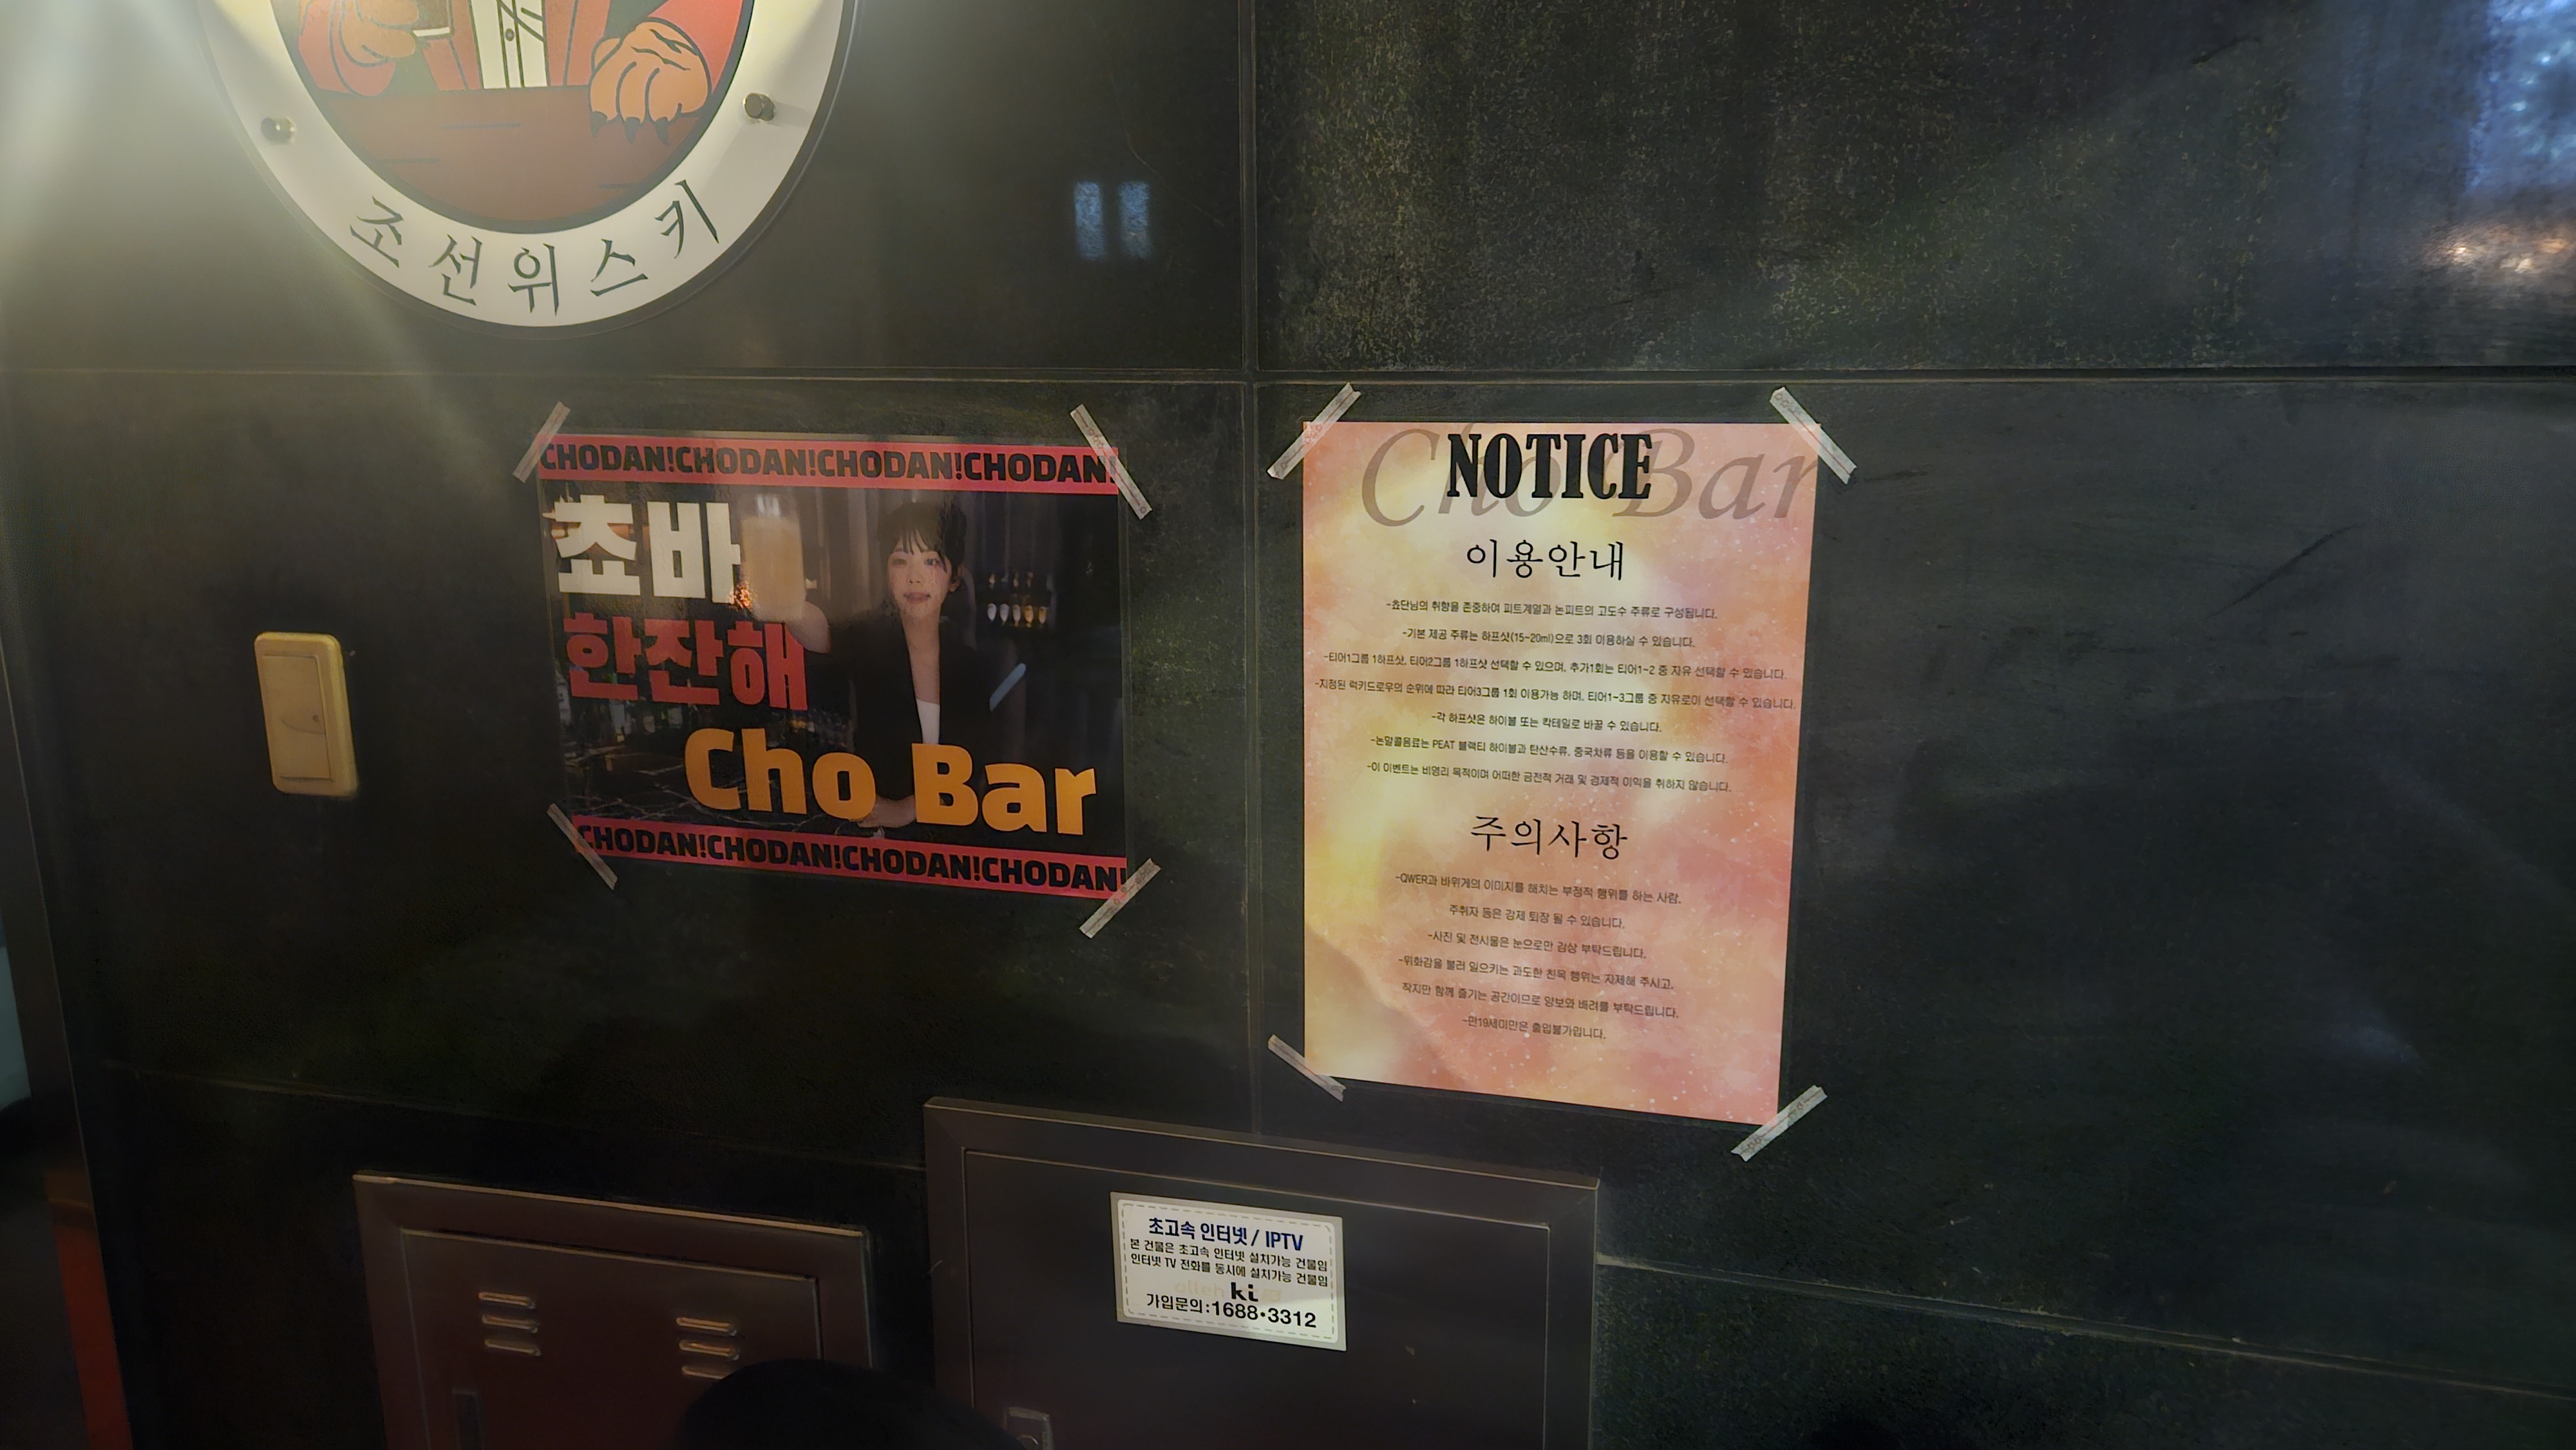 조선위스키
CHODAN!CHODAN!CHODAN!CHODAN!
쵸바
한잔해
Cho Bar
CHODAN!CHODAN!CHODAN!CHODAN!
Cho Bar
NOTICE
이용안내
-쵸단님의 취향을 존중하여 피트계열과 논피트의 고도수 주류로 구성됩니다.
-기본 제공 주류는 하프샷(15~20ml)으로 3회 이용하실 수 있습니다.
-티어1그룹 1하프샷, 티어2그룹 1하프샷 선택할 수 있으며, 추가1회는 티어1~2 중 자유 선택할 수 있습니다.
-지정된 럭키드로우의 순위에 따라 티어3그룹 1회 이용가능 하며, 티어1~3그룹 중 자유로이 선택할 수 있습니다.
-각 하프샷은 하이볼 또는 칵테일로 바꿀 수 있습니다.
-논알콜음료는 PEAT 블랙티 하이볼과 탄산수류, 중국차류 등을 이용할 수 있습니다.
-이 이벤트는 비영리 목적이며 어떠한 금전적 거래 및 경제적 이익을 취하지 않습니다.
주의사항
-QWER과 바위게의 이미지를 해치는 부정적 행위를 하는 사람,
주취자 등은 강제 퇴장 될 수 있습니다.
-사진 및 전시물은 눈으로만 감상 부탁드립니다.
-위화감을 불러 일으키는 과도한 친목 행위는 자제해 주시고,
작지만 함께 즐기는 공간이므로 양보와 배려를 부탁드립니다.
-만19세미만은 출입불가입니다.
초고속 인터넷 / IPTV
본 건물은 초고속 인터넷 설치가능 건물임
인터넷 TV 전화를 동시에 설치가능 건물임
가입문의:1688•3312